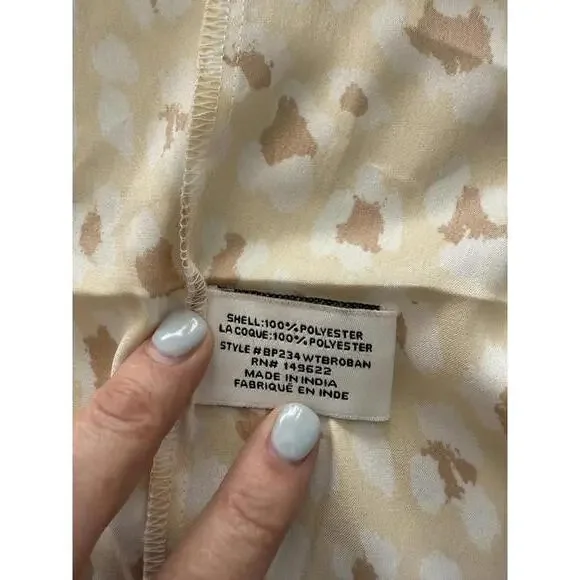 SHELL:100%POLYESTER
LA COQUE:100%POLYESTER
STYLE #BP234WTBROBAN
RN# 149622
MADE IN INDIA
FABRIQUÉ EN INDE